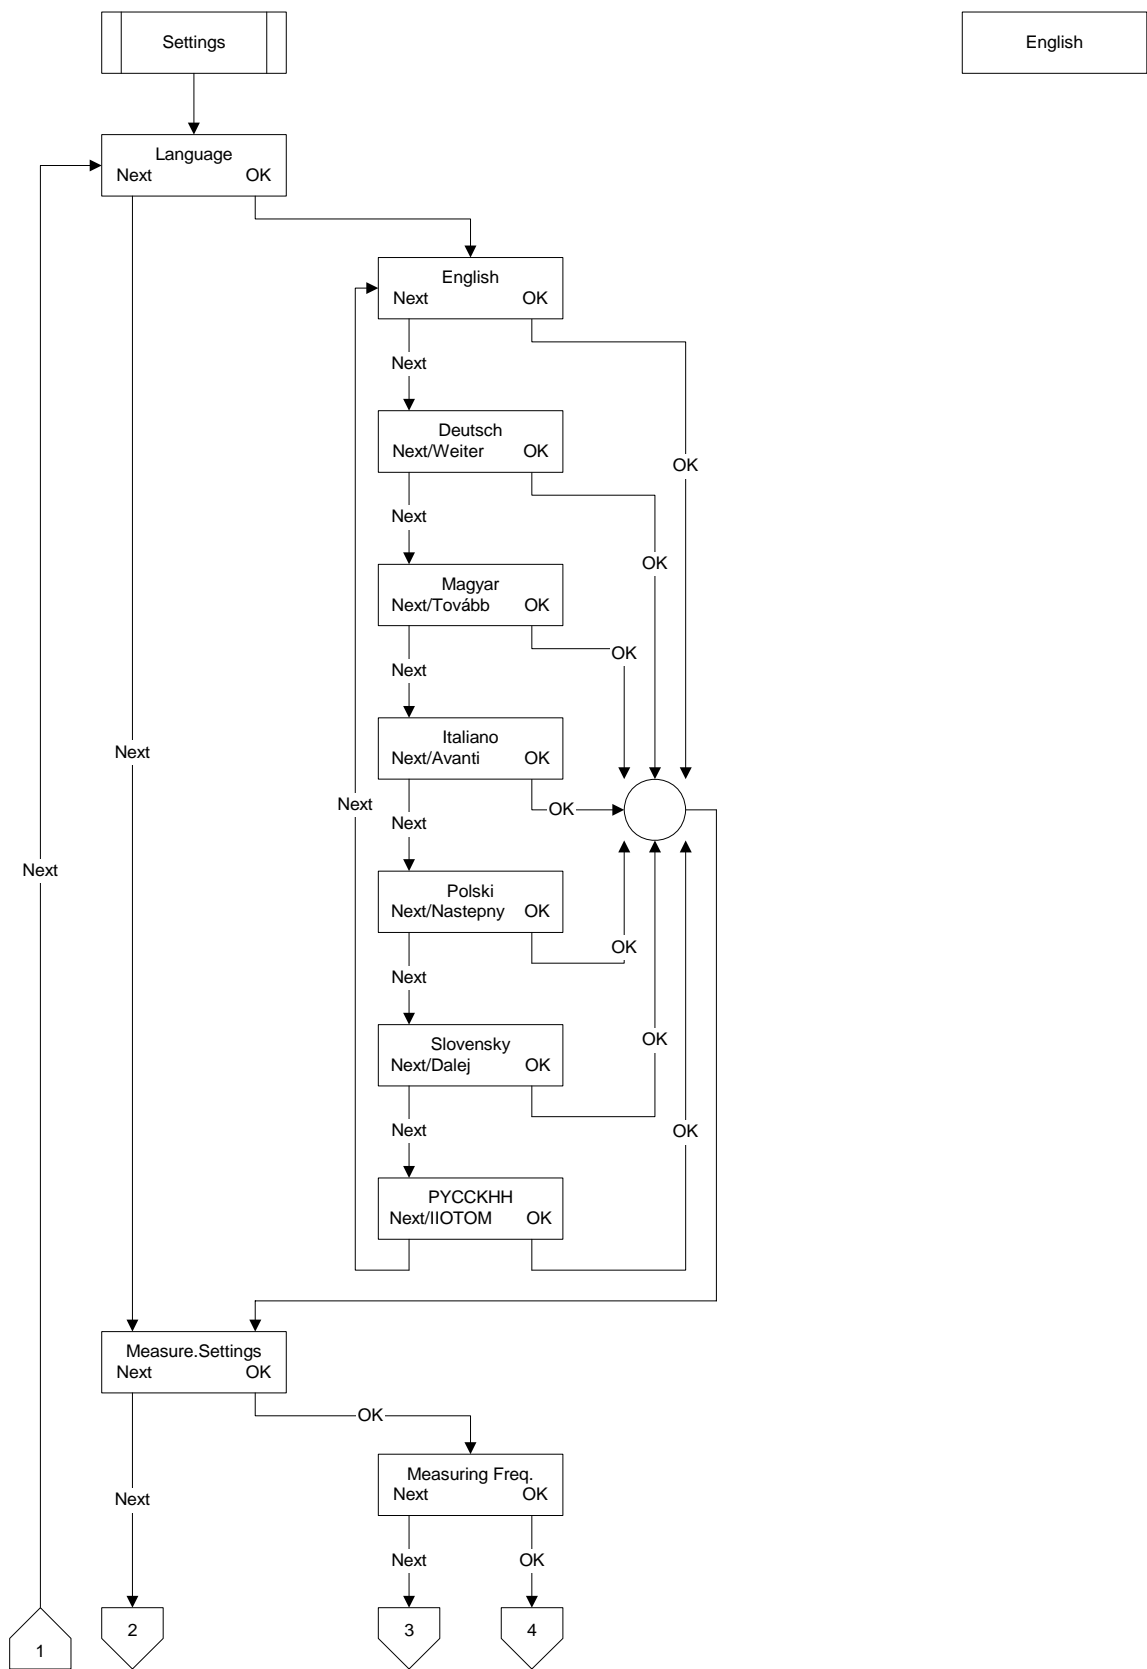 Settings
English
Language
Next OK
English
Next OK
Next
Deutsch
Next/Weiter OK
OK
Next
OK
Magyar
Next/Tovább OK
OK
Next
Italiano
Next/Avanti OK
Next
Next
OK
Next
Next
Polski
Next/Nastepny OK
OK
Next
Slovensky
Next/Dalej OK
OK
Next
OK
PYCCKHH
Next/IIOTOM OK
Measure.Settings
Next OK
OK
Measuring Freq.
Next OK
Next
Next
OK
1
2
3
4